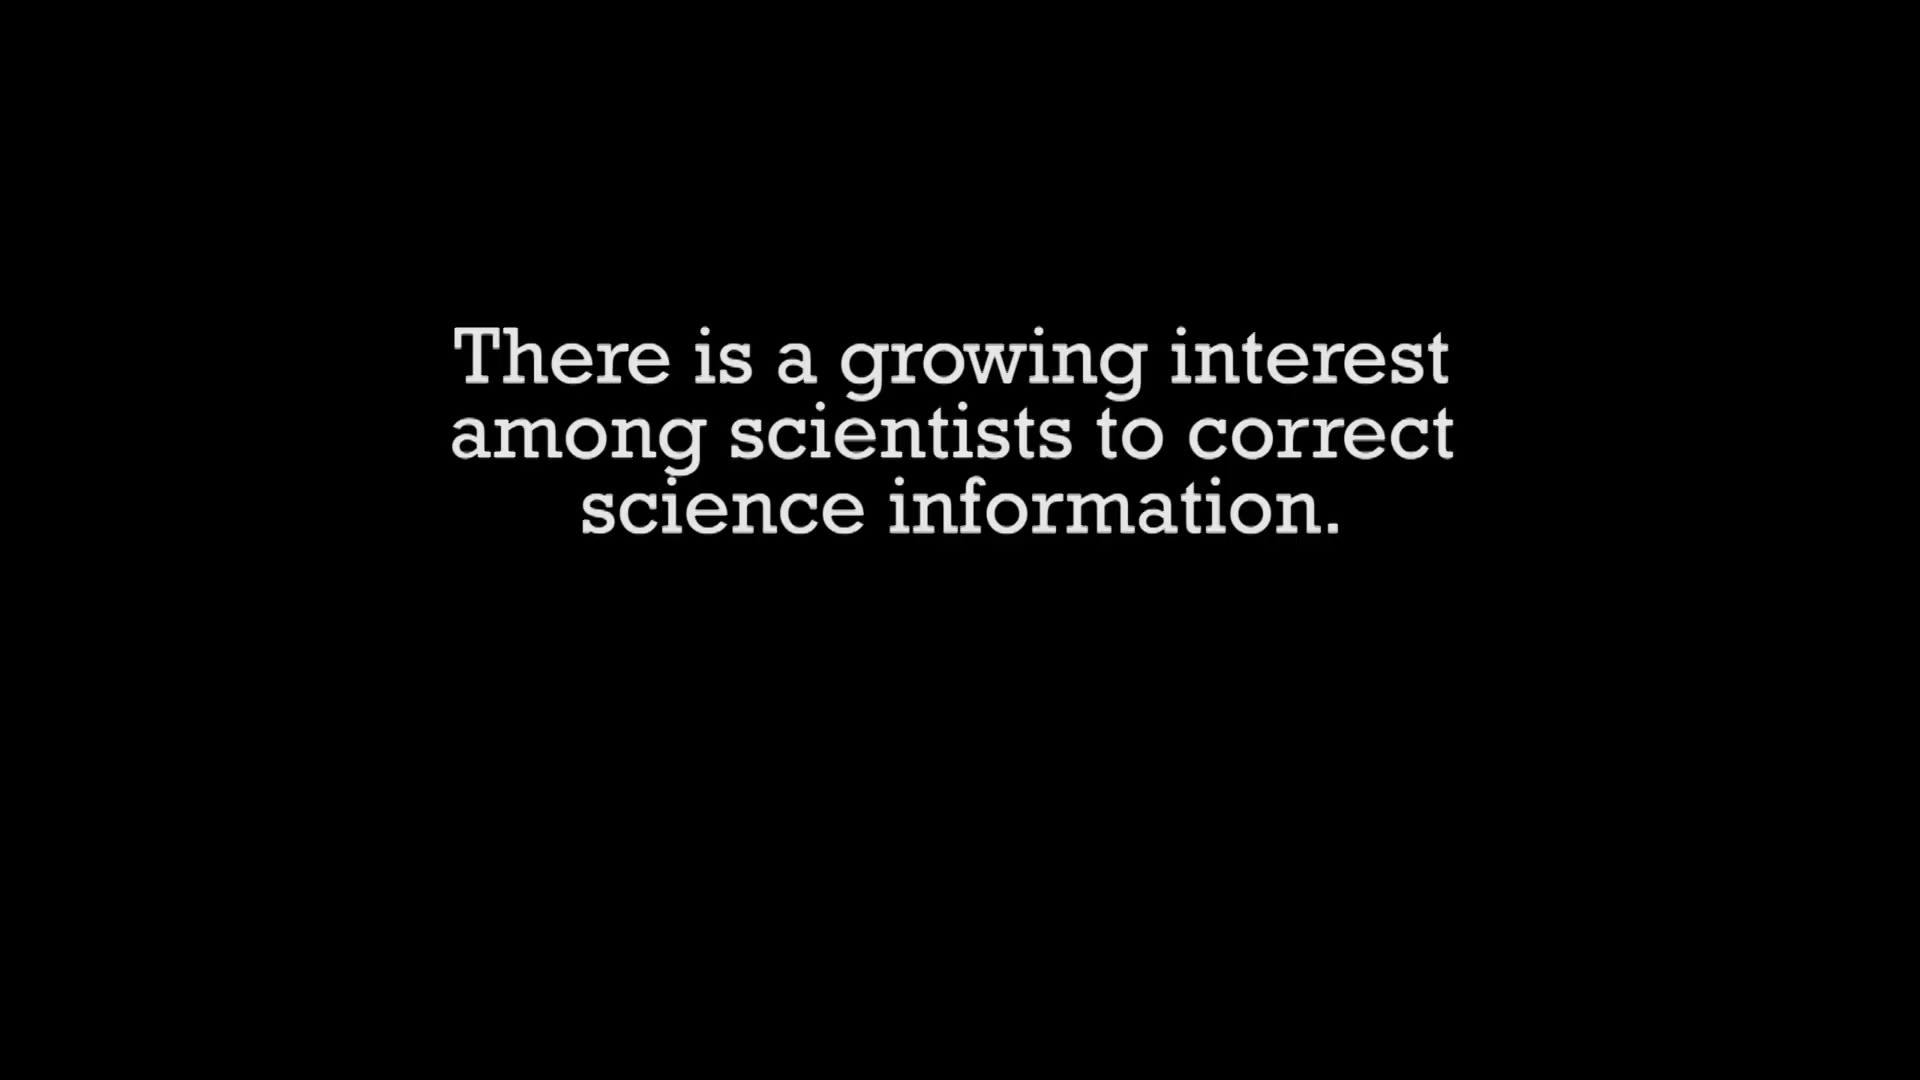 There is a growing interest
among scientists to correct
science information.